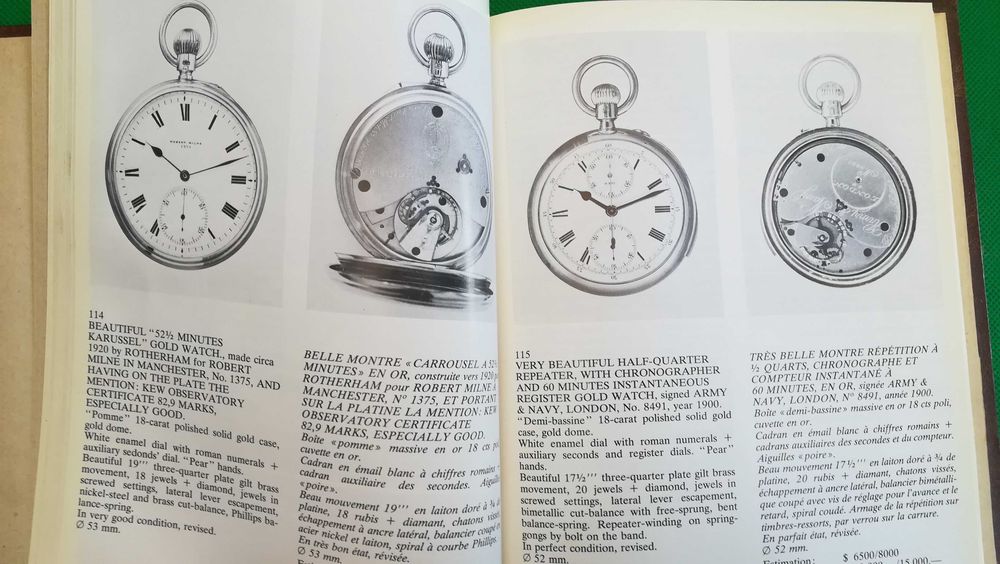 ROBERT MILNE
114
BEAUTIFUL “52½ MINUTES
KARUSSEL” GOLD WATCH., made circa
1920 by ROTHERHAM for ROBERT
MILNE IN MANCHESTER, No. 1375, AND
HAVING ON THE PLATE THE
MENTION: KEW OBSERVATORY
CERTIFICATE 82,9 MARKS,
ESPECIALLY GOOD.
“Pomme” 18-carat polished solid gold case,
gold dome.
White enamel dial with roman numerals +
auxiliary sedonds’ dial. “Pear” hands.
Beautiful 19’’’ three-quarter plate gilt brass
movement, 18 jewels + diamond, jewels in
screwed settings, lateral lever escapement,
nickel-steel and brass cut-balance, Phillips ba-
lance-spring.
In very good condition, revised.
Ø 53 mm.
BELLE MONTRE « CARROUSEL A 52½
MINUTES » EN OR, construite vers 1920 par
ROTHERHAM pour ROBERT MILNE
MANCHESTER, Nº 1375, ET PORTANT
SUR LA PLATINE LA MENTION: KEW
OBSERVATORY CERTIFICATE
82,9 MARKS, ESPECIALLY GOOD.
Boîte « pomme » massive en or 18 cts
cuvette en or.
Cadran en émail blanc à chiffres romains +
cadran auxiliaire des secondes. Aiguilles
« poire ».
Beau mouvement 19’’’ en laiton doré à ¾ de
platine, 18 rubis + diamant, chatons vissés
échappement à ancre latéral, balancier coupé en
acier nickel et laiton, spiral à courbe Phillips.
En très bon état, révisée.
Ø 53 mm.
115
VERY BEAUTIFUL HALF-QUARTER
REPEATER, WITH CHRONOGRAPHER
AND 60 MINUTES INSTANTANEOUS
REGISTER GOLD WATCH, signed ARMY
& NAVY, LONDON, No. 8491, year 1900.
“Demi-bassine” 18-carat polished solid gold
case, gold dome.
White enamel dial with roman numerals +
auxiliary seconds and register dials. “Pear”
hands.
Beautiful 17½’’’ three-quarter plate gilt brass
movement, 20 jewels + diamond, jewels in
screwed settings, lateral lever escapement,
bimetallic cut-balance with free-sprung, bent
balance-spring. Repeater-winding on spring-
gongs by bolt on the band.
In perfect condition, revised.
Ø 52 mm.
TRÈS BELLE MONTRE RÉPÉTITION À
½ QUARTS, CHRONOGRAPHE ET
COMPTEUR INSTANTANÉ À
60 MINUTES, EN OR, signée ARMY &
NAVY, LONDON, Nº 8491, année 1900.
Boîte « demi-bassine » massive en or 18 cts poli,
cuvette en or.
Cadran en émail blanc à chiffres romains +
cadrans auxiliaires des secondes et du compteur.
Aiguilles « poire ».
Beau mouvement 17½’’’ en laiton doré à ¾ de
platine, 20 rubis + diamant, chatons vissés,
échappement à ancre latéral, balancier bimétalli-
que coupé avec vis de réglage pour l’avance et le
retard, spiral coudé. Armage de la répétition sur
timbres-ressorts, par verrou sur la carrure.
En parfait état, révisée.
Ø 52 mm.
Estimation: $ 6500/8000
/15 000.—